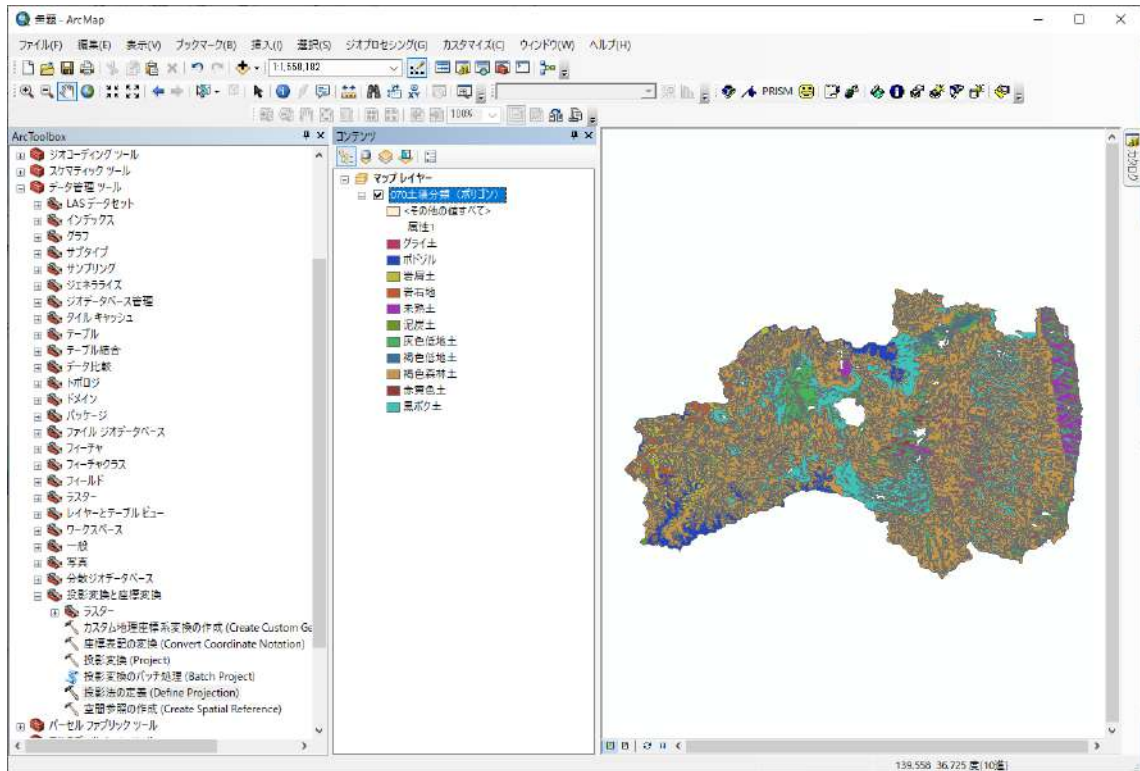 無題 - ArcMap
ファイル(F) 編集(E) 表示(V) ブックマーク(B) 挿入(I) 選択(S) ジオプロセシング(G) カスタマイズ(C) ウィンドウ(W) ヘルプ(H)
1:1,558,182
PRISM
100%
ArcToolbox
ジオコーディング ツール
スケマティック ツール
データ管理 ツール
LAS データセット
インデックス
グラフ
サブタイプ
サンプリング
ジェネラライズ
ジオデータベース管理
タイル キャッシュ
テーブル
テーブル結合
データ比較
トポロジ
ドメイン
パッケージ
ファイル ジオデータベース
フィーチャ
フィーチャクラス
フィールド
ラスター
レイヤーとテーブル ビュー
ワークスペース
一般
写真
分散ジオデータベース
投影変換と座標変換
ラスター
カスタム地理座標系変換の作成 (Create Custom Ge
座標表記の変換 (Convert Coordinate Notation)
投影変換 (Project)
投影変換のバッチ処理 (Batch Project)
投影法の定義 (Define Projection)
空間参照の作成 (Create Spatial Reference)
パーセル ファブリック ツール
コンテンツ
マップ レイヤー
070土壌分類（ポリゴン）
<その他の値すべて>
属性1
グライ土
ポドゾル
岩屑土
岩石地
未熟土
泥炭土
灰色低地土
褐色低地土
褐色森林土
赤黄色土
黒ボク土
カタログ
139.558 36.725 度(10進)